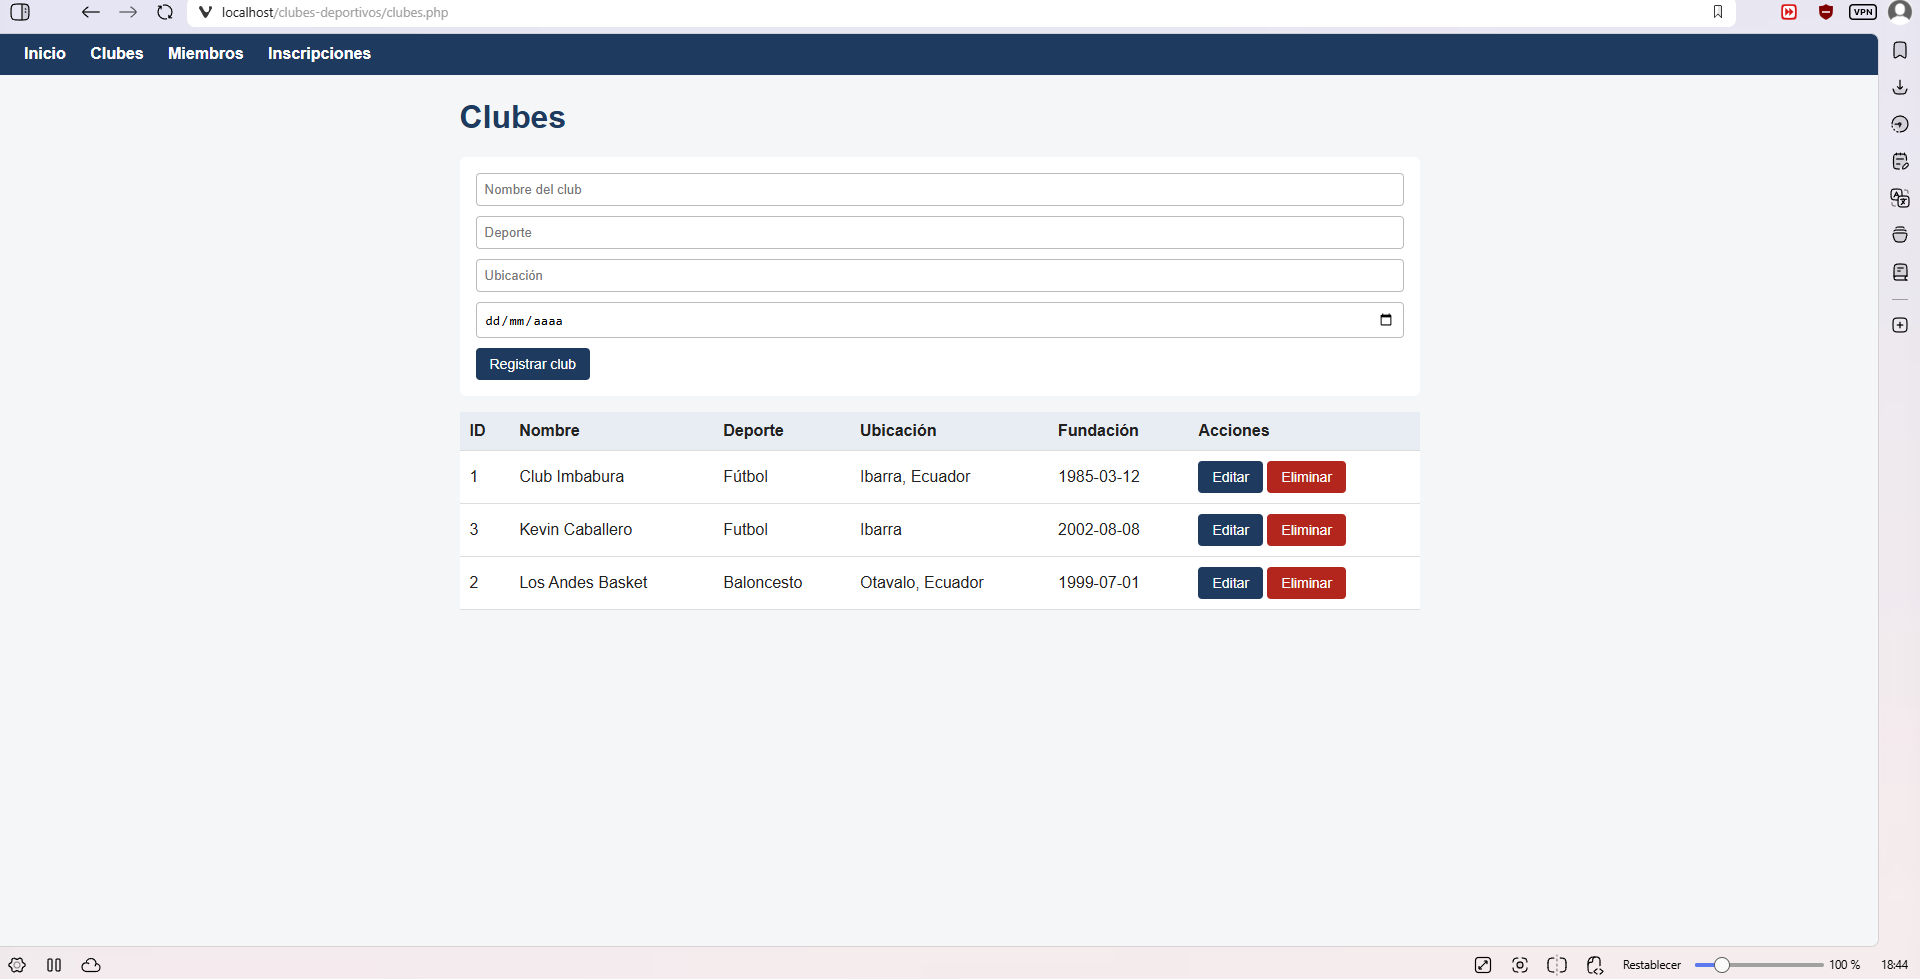 localhost/clubes-deportivos/clubes.php
VPN
Inicio Clubes Miembros Inscripciones
Clubes
Nombre del club
Deporte
Ubicación
dd/mm/aaaa
Registrar club
ID Nombre Deporte Ubicación Fundación Acciones
1 Club Imbabura Fútbol Ibarra, Ecuador 1985-03-12 Editar Eliminar
3 Kevin Caballero Futbol Ibarra 2002-08-08 Editar Eliminar
2 Los Andes Basket Baloncesto Otavalo, Ecuador 1999-07-01 Editar Eliminar
Restablecer 100 % 18:44